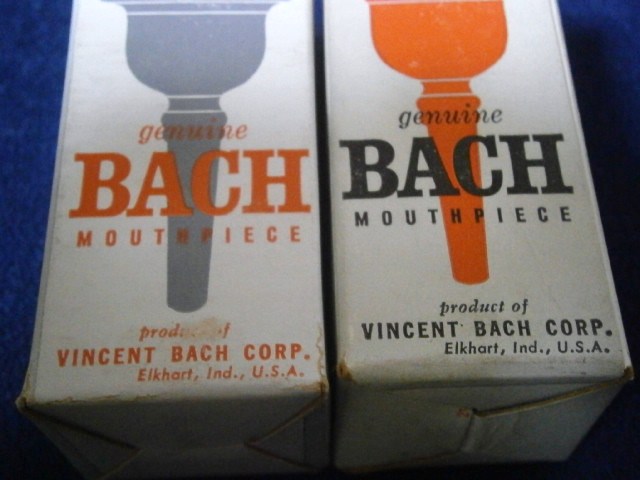 genuine
BACH
MOUTHPIECE
product of
VINCENT BACH CORP.
Elkhart, Ind., U.S.A.
genuine
BACH
MOUTHPIECE
product of
VINCENT BACH CORP.
Elkhart, Ind., U.S.A.